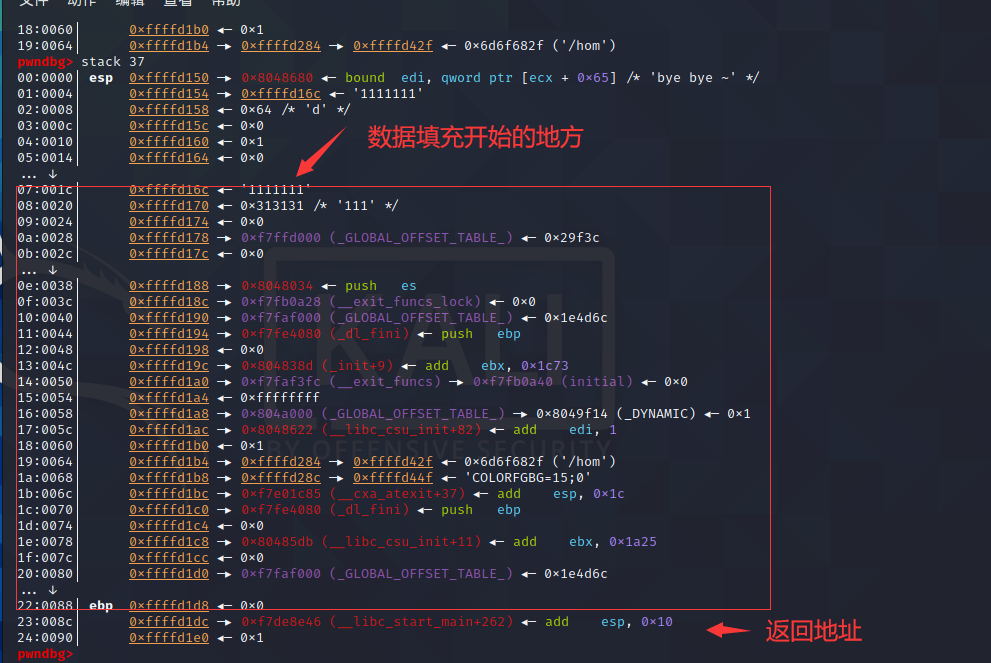 文件 动作 编辑 查看 帮助
18:0060│ 0×ffffd1b0 ◂— 0×1
19:0064│ 0×ffffd1b4 —▸ 0×ffffd284 —▸ 0×ffffd42f ◂— 0×6d6f682f ('/hom')
pwndbg> stack 37
00:0000│ esp 0×ffffd150 —▸ 0×8048680 ◂— bound edi, qword ptr [ecx + 0×65] /* 'bye bye ~' */
01:0004│ 0×ffffd154 —▸ 0×ffffd16c ◂— '1111111'
02:0008│ 0×ffffd158 ◂— 0×64 /* 'd' */
03:000c│ 0×ffffd15c ◂— 0×0
04:0010│ 0×ffffd160 ◂— 0×1
05:0014│ 0×ffffd164 ◂— 0×0
... ↓
数据填充开始的地方
07:001c│ 0×ffffd16c ◂— '1111111'
08:0020│ 0×ffffd170 ◂— 0×313131 /* '111' */
09:0024│ 0×ffffd174 ◂— 0×0
0a:0028│ 0×ffffd178 —▸ 0×f7ffd000 (_GLOBAL_OFFSET_TABLE_) ◂— 0×29f3c
0b:002c│ 0×ffffd17c ◂— 0×0
... ↓
0e:0038│ 0×ffffd188 —▸ 0×8048034 ◂— push es
0f:003c│ 0×ffffd18c —▸ 0×f7fb0a28 (__exit_funcs_lock) ◂— 0×0
10:0040│ 0×ffffd190 —▸ 0×f7faf000 (_GLOBAL_OFFSET_TABLE_) ◂— 0×1e4d6c
11:0044│ 0×ffffd194 —▸ 0×f7fe4080 (_dl_fini) ◂— push ebp
12:0048│ 0×ffffd198 ◂— 0×0
13:004c│ 0×ffffd19c —▸ 0×804838d (_init+9) ◂— add ebx, 0×1c73
14:0050│ 0×ffffd1a0 —▸ 0×f7faf3fc (__exit_funcs) —▸ 0×f7fb0a40 (initial) ◂— 0×0
15:0054│ 0×ffffd1a4 ◂— 0×ffffffff
16:0058│ 0×ffffd1a8 —▸ 0×804a000 (_GLOBAL_OFFSET_TABLE_) —▸ 0×8049f14 (_DYNAMIC) ◂— 0×1
17:005c│ 0×ffffd1ac —▸ 0×8048622 (__libc_csu_init+82) ◂— add edi, 1
18:0060│ 0×ffffd1b0 ◂— 0×1
19:0064│ 0×ffffd1b4 —▸ 0×ffffd284 —▸ 0×ffffd42f ◂— 0×6d6f682f ('/hom')
1a:0068│ 0×ffffd1b8 —▸ 0×ffffd28c —▸ 0×ffffd44f ◂— 'COLORFGBG=15;0'
1b:006c│ 0×ffffd1bc —▸ 0×f7e01c85 (__cxa_atexit+37) ◂— add esp, 0×1c
1c:0070│ 0×ffffd1c0 —▸ 0×f7fe4080 (_dl_fini) ◂— push ebp
1d:0074│ 0×ffffd1c4 ◂— 0×0
1e:0078│ 0×ffffd1c8 —▸ 0×80485db (__libc_csu_init+11) ◂— add ebx, 0×1a25
1f:007c│ 0×ffffd1cc ◂— 0×0
20:0080│ 0×ffffd1d0 —▸ 0×f7faf000 (_GLOBAL_OFFSET_TABLE_) ◂— 0×1e4d6c
... ↓
22:0088│ ebp 0×ffffd1d8 ◂— 0×0
23:008c│ 0×ffffd1dc —▸ 0×f7de8e46 (__libc_start_main+262) ◂— add esp, 0×10
返回地址
24:0090│ 0×ffffd1e0 ◂— 0×1
pwndbg>
KALI
BY OFFENSIVE SECURITY